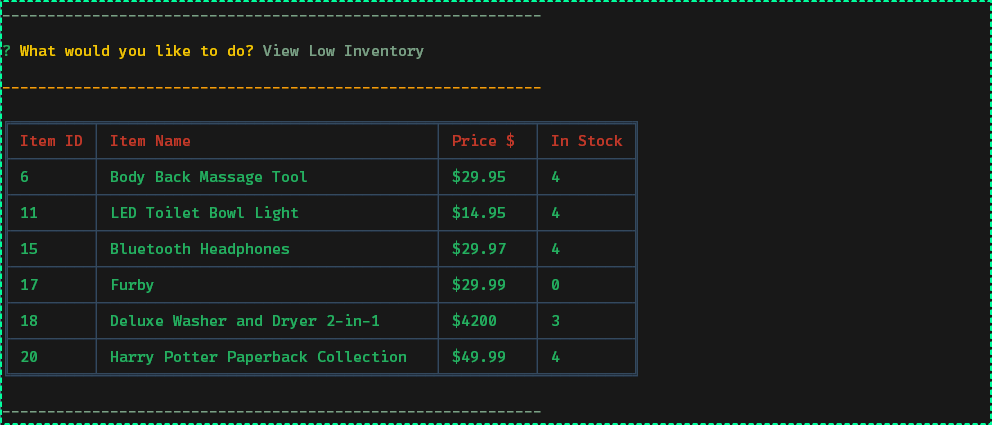 ? What would you like to do? View Low Inventory
Item ID Item Name Price $ In Stock
6 Body Back Massage Tool $29.95 4
11 LED Toilet Bowl Light $14.95 4
15 Bluetooth Headphones $29.97 4
17 Furby $29.99 0
18 Deluxe Washer and Dryer 2-in-1 $4200 3
20 Harry Potter Paperback Collection $49.99 4